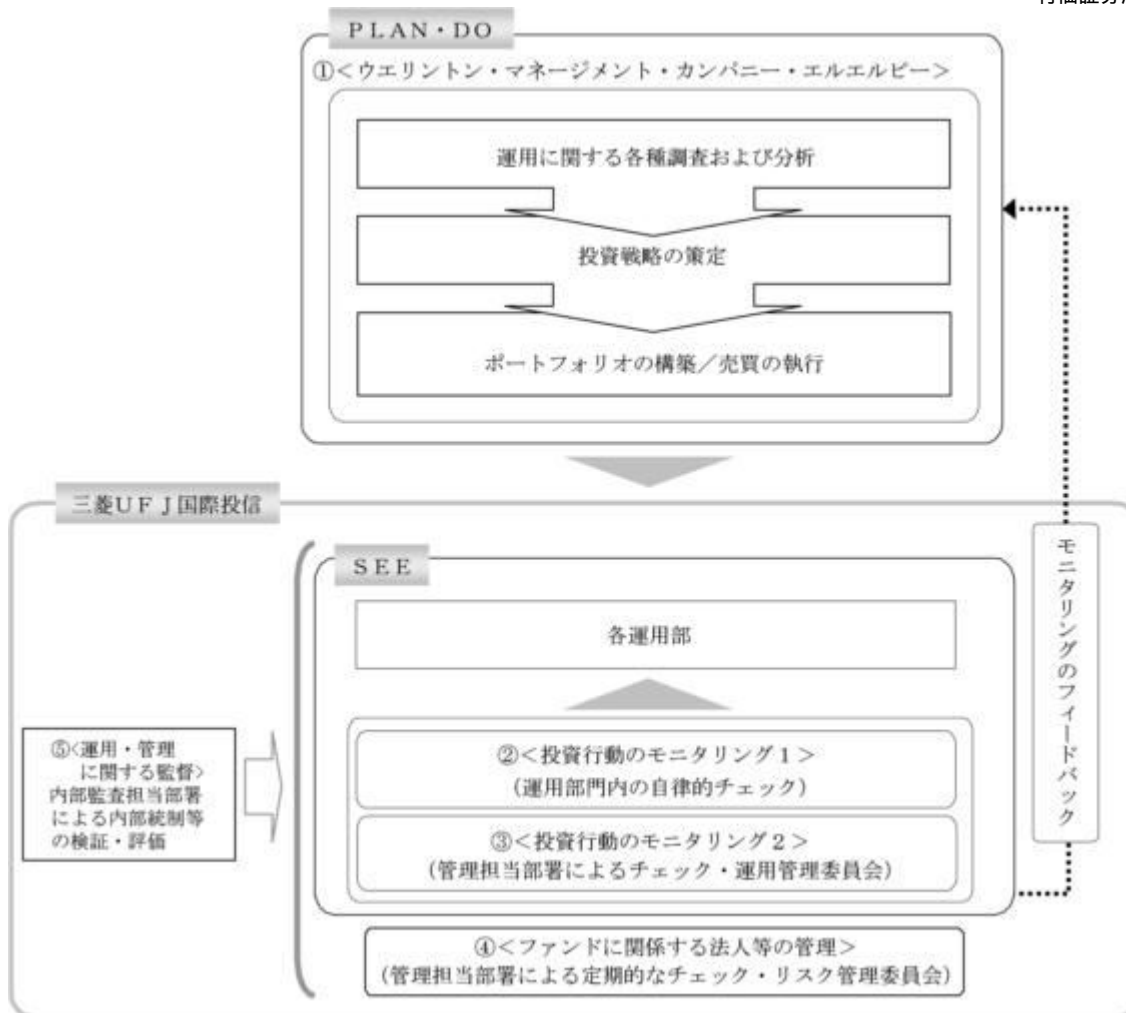 PLAN・DO
①<ウエリントン・マネージメント・カンパニー・エルエルピー>
運用に関する各種調査および分析
投資戦略の策定
ポートフォリオの構築/売買の執行
三菱UFJ国際投信
SEE
各運用部
②<投資行動のモニタリング1>
(運用部門内の自律的チェック)
③<投資行動のモニタリング2>
(管理担当部署によるチェック・運用管理委員会)
④<ファンドに関係する法人等の管理>
(管理担当部署による定期的なチェック・リスク管理委員会)
⑤<運用・管理
に関する監督>
内部監査担当部署
による内部統制等
の検証・評価
モニタリングのフィードバック